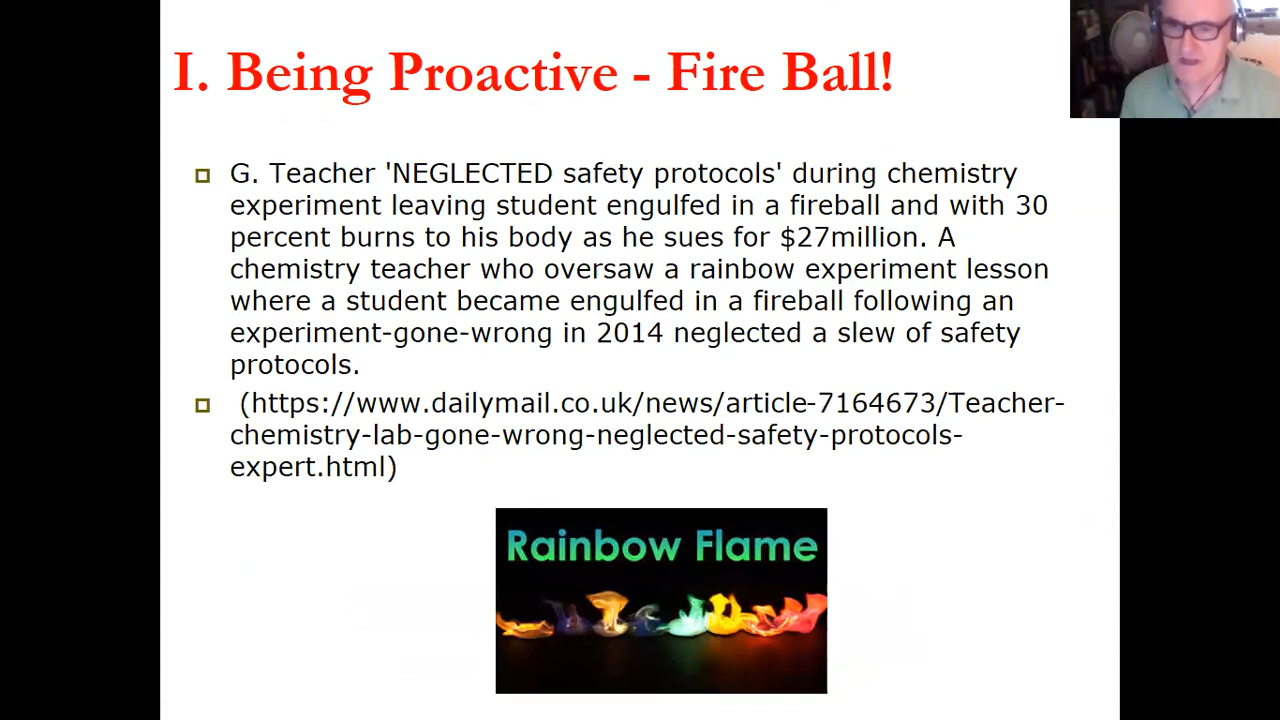 I. Being Proactive - Fire Ball!
G. Teacher 'NEGLECTED safety protocols' during chemistry
experiment leaving student engulfed in a fireball and with 30
percent burns to his body as he sues for $27million. A
chemistry teacher who oversaw a rainbow experiment lesson
where a student became engulfed in a fireball following an
experiment-gone-wrong in 2014 neglected a slew of safety
protocols.
(https://www.dailymail.co.uk/news/article-7164673/Teacher-
chemistry-lab-gone-wrong-neglected-safety-protocols-
expert.html)
Rainbow Flame